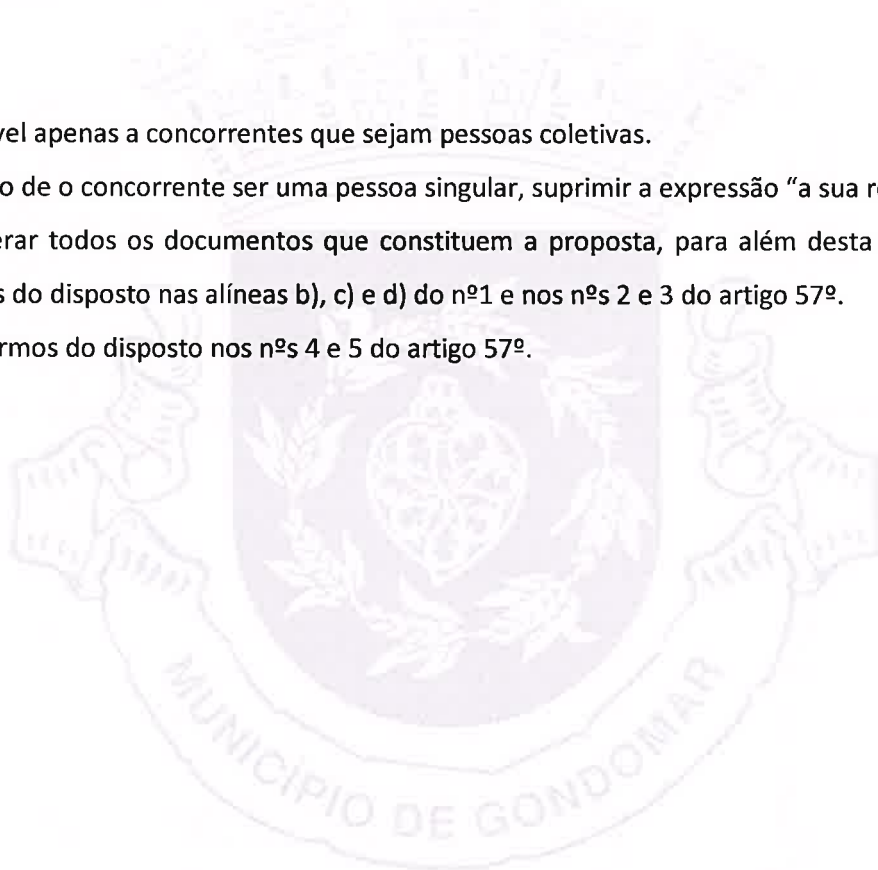 vel apenas a concorrentes que sejam pessoas coletivas.
o de o concorrente ser uma pessoa singular, suprimir a expressão “a sua re
erar todos os documentos que constituem a proposta, para além desta
s do disposto nas alíneas b), c) e d) do nº1 e nos nºs 2 e 3 do artigo 57º.
rmos do disposto nos nºs 4 e 5 do artigo 57º.
MUNICÍPIO DE GONDOMAR